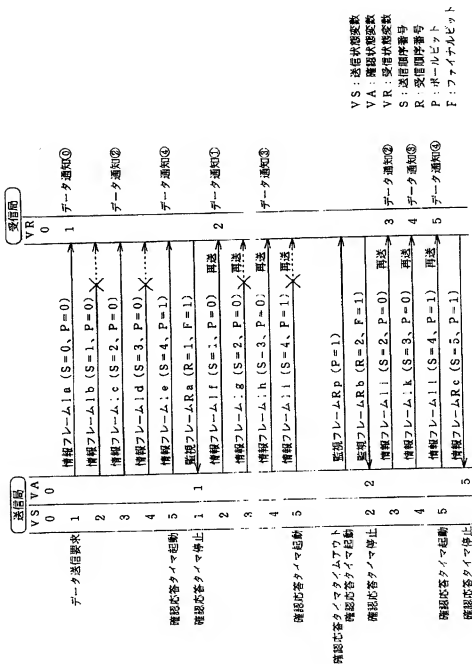 送信局
受信局
VS VA
VR
0 0
0
データ送信要求
1
情報フレームIa (S=0、P=0)
1
データ通知⓪
2
情報フレームIb (S=1、P=0)
3
情報フレームIc (S=2、P=0)
データ通知②
4
情報フレームId (S=3、P=0)
確認応答タイマ起動
5
情報フレームIe (S=4、P=1)
データ通知④
確認応答タイマ停止
1 1
監視フレームRa (R=1、F=1)
2
情報フレームIf (S=1、P=0) 再送
2
データ通知①
3
情報フレームIg (S=2、P=0) 再送
4
情報フレームIh (S=3、P=0) 再送
データ通知③
確認応答タイマ起動
5
情報フレームIi (S=4、P=1) 再送
確認応答タイマタイムアウト
確認応答タイマ起動
監視フレームRp (P=1)
確認応答タイマ停止
2 2
監視フレームRb (R=2、F=1)
3
情報フレームIj (S=2、P=0) 再送
3
データ通知②
4
情報フレームIk (S=3、P=0) 再送
4
データ通知③
確認応答タイマ起動
5
情報フレームIl (S=4、P=1) 再送
5
データ通知④
確認応答タイマ停止
5
監視フレームRc (S=5、P=1)
VS:送信状態変数
VA:確認状態変数
VR:受信状態変数
S:送信順序番号
R:受信順序番号
P:ポールビット
F:ファイナルビット